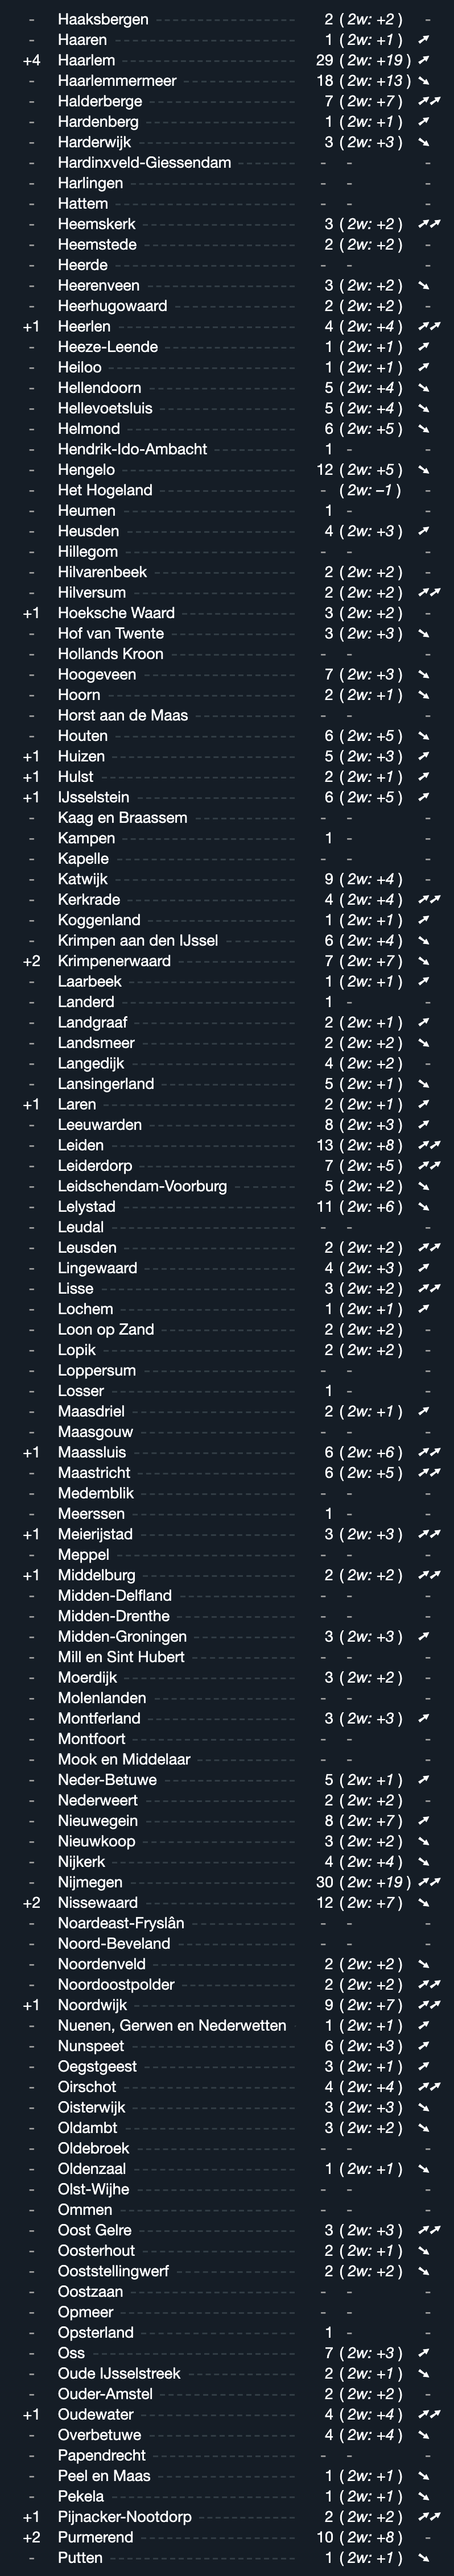 - Haaksbergen 2 (2w: +2) -
- Haaren 1 (2w: +1) ➚
+4 Haarlem 29 (2w: +19) ➚
- Haarlemmermeer 18 (2w: +13) ➘
- Halderberge 7 (2w: +7) ➚➚
- Hardenberg 1 (2w: +1) ➚
- Harderwijk 3 (2w: +3) ➘
- Hardinxveld-Giessendam - - -
- Harlingen - - -
- Hattem - - -
- Heemskerk 3 (2w: +2) ➚➚
- Heemstede 2 (2w: +2) -
- Heerde - - -
- Heerenveen 3 (2w: +2) ➘
- Heerhugowaard 2 (2w: +2) -
+1 Heerlen 4 (2w: +4) ➚➚
- Heeze-Leende 1 (2w: +1) ➚
- Heiloo 1 (2w: +1) ➚
- Hellendoorn 5 (2w: +4) ➘
- Hellevoetsluis 5 (2w: +4) ➘
- Helmond 6 (2w: +5) ➘
- Hendrik-Ido-Ambacht 1 - -
- Hengelo 12 (2w: +5) ➘
- Het Hogeland - (2w: –1) -
- Heumen 1 - -
- Heusden 4 (2w: +3) ➚
- Hillegom - - -
- Hilvarenbeek 2 (2w: +2) -
- Hilversum 2 (2w: +2) ➚➚
+1 Hoeksche Waard 3 (2w: +2) -
- Hof van Twente 3 (2w: +3) ➘
- Hollands Kroon - - -
- Hoogeveen 7 (2w: +3) ➘
- Hoorn 2 (2w: +1) ➘
- Horst aan de Maas - - -
- Houten 6 (2w: +5) ➘
+1 Huizen 5 (2w: +3) ➚
+1 Hulst 2 (2w: +1) ➚
+1 IJsselstein 6 (2w: +5) ➚
- Kaag en Braassem - - -
- Kampen 1 - -
- Kapelle - - -
- Katwijk 9 (2w: +4) -
- Kerkrade 4 (2w: +4) ➚➚
- Koggenland 1 (2w: +1) ➚
- Krimpen aan den IJssel 6 (2w: +4) ➘
+2 Krimpenerwaard 7 (2w: +7) ➘
- Laarbeek 1 (2w: +1) ➚
- Landerd 1 - -
- Landgraaf 2 (2w: +1) ➚
- Landsmeer 2 (2w: +2) ➘
- Langedijk 4 (2w: +2) -
- Lansingerland 5 (2w: +1) ➘
+1 Laren 2 (2w: +1) ➚
- Leeuwarden 8 (2w: +3) ➚
- Leiden 13 (2w: +8) ➚➚
- Leiderdorp 7 (2w: +5) ➚➚
- Leidschendam-Voorburg 5 (2w: +2) ➘
- Lelystad 11 (2w: +6) ➘
- Leudal - - -
- Leusden 2 (2w: +2) ➚➚
- Lingewaard 4 (2w: +3) ➚
- Lisse 3 (2w: +2) ➚➚
- Lochem 1 (2w: +1) ➚
- Loon op Zand 2 (2w: +2) -
- Lopik 2 (2w: +2) -
- Loppersum - - -
- Losser 1 - -
- Maasdriel 2 (2w: +1) ➚
- Maasgouw - - -
+1 Maassluis 6 (2w: +6) ➚➚
- Maastricht 6 (2w: +5) ➚➚
- Medemblik - - -
- Meerssen 1 - -
+1 Meierijstad 3 (2w: +3) ➚➚
- Meppel - - -
+1 Middelburg 2 (2w: +2) ➚➚
- Midden-Delfland - - -
- Midden-Drenthe - - -
- Midden-Groningen 3 (2w: +3) ➚
- Mill en Sint Hubert - - -
- Moerdijk 3 (2w: +2) -
- Molenlanden - - -
- Montferland 3 (2w: +3) ➚
- Montfoort - - -
- Mook en Middelaar - - -
- Neder-Betuwe 5 (2w: +1) ➚
- Nederweert 2 (2w: +2) -
- Nieuwegein 8 (2w: +7) ➚
- Nieuwkoop 3 (2w: +2) ➘
- Nijkerk 4 (2w: +4) ➘
- Nijmegen 30 (2w: +19) ➚➚
+2 Nissewaard 12 (2w: +7) ➘
- Noardeast-Fryslân - - -
- Noord-Beveland - - -
- Noordenveld 2 (2w: +2) ➘
- Noordoostpolder 2 (2w: +2) ➚➚
+1 Noordwijk 9 (2w: +7) ➚➚
- Nuenen, Gerwen en Nederwetten 1 (2w: +1) ➚
- Nunspeet 6 (2w: +3) ➚
- Oegstgeest 3 (2w: +1) ➚
- Oirschot 4 (2w: +4) ➚➚
- Oisterwijk 3 (2w: +3) ➘
- Oldambt 3 (2w: +2) ➘
- Oldebroek - - -
- Oldenzaal 1 (2w: +1) ➘
- Olst-Wijhe - - -
- Ommen - - -
- Oost Gelre 3 (2w: +3) ➚➚
- Oosterhout 2 (2w: +1) ➘
- Ooststellingwerf 2 (2w: +2) ➘
- Oostzaan - - -
- Opmeer - - -
- Opsterland 1 - -
- Oss 7 (2w: +3) ➚
- Oude IJsselstreek 2 (2w: +1) ➘
- Ouder-Amstel 2 (2w: +2) -
+1 Oudewater 4 (2w: +4) ➚➚
- Overbetuwe 4 (2w: +4) ➘
- Papendrecht - - -
- Peel en Maas 1 (2w: +1) ➘
- Pekela 1 (2w: +1) ➘
+1 Pijnacker-Nootdorp 2 (2w: +2) ➚➚
+2 Purmerend 10 (2w: +8) -
- Putten 1 (2w: +1) ➘